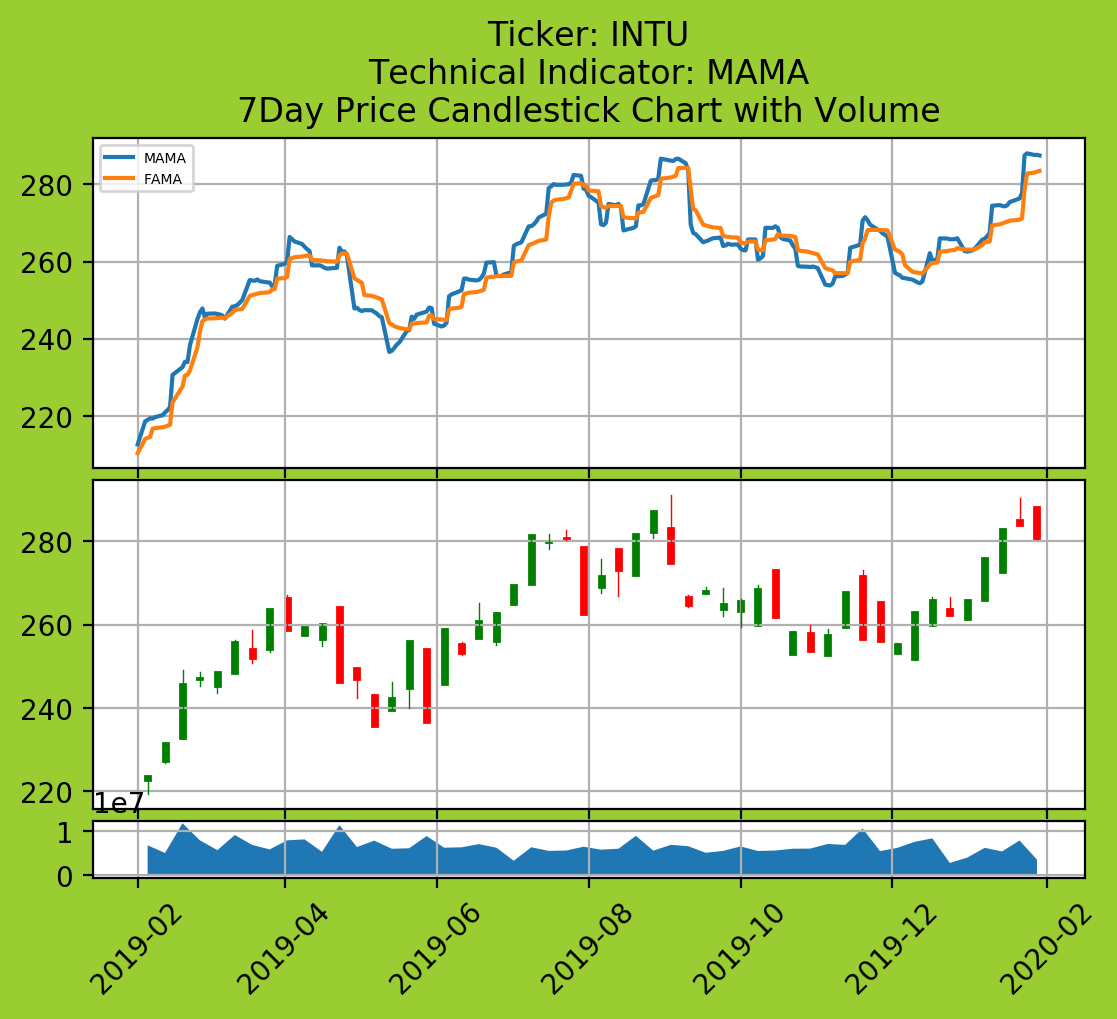 Ticker: INTU
Technical Indicator: MAMA
7Day Price Candlestick Chart with Volume
MAMA
FAMA
280
260
240
220
280
260
240
220
1e7
1
0
2019-02
2019-04
2019-06
2019-08
2019-10
2019-12
2020-02